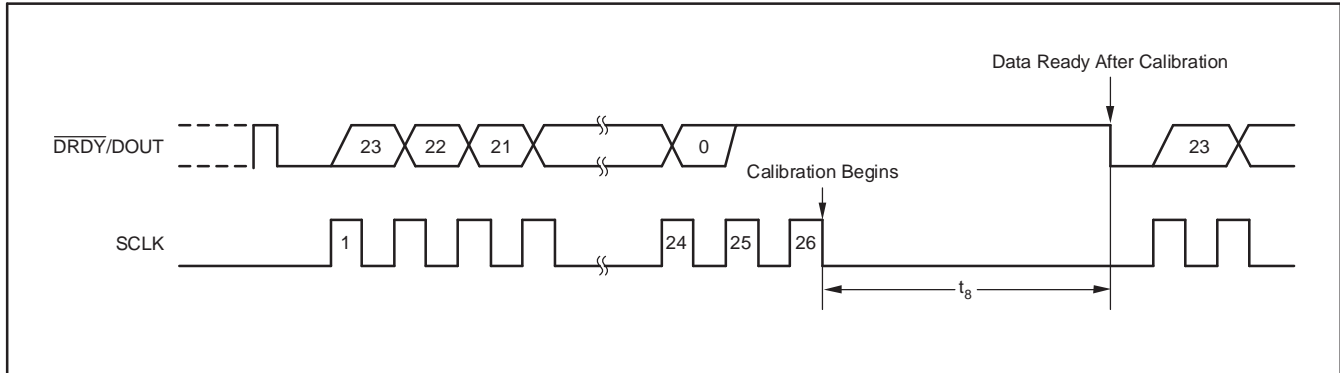 Data Ready After Calibration
DRDY/DOUT
23
22
21
0
23
Calibration Begins
SCLK
1
24
25
26
t8